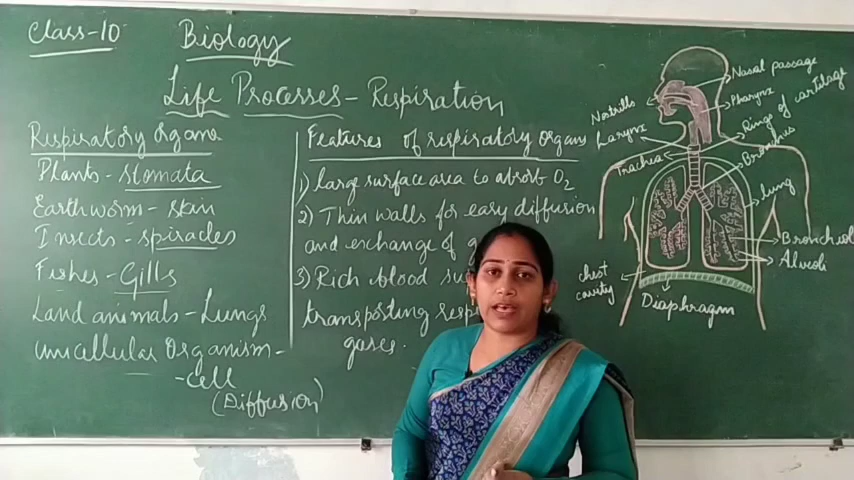 Class-10
Biology
Life Processes - Respiration
Respiratory organs
Plants - stomata
Earthworm - skin
Insects - spiracles
Fishes - Gills
Land animals - Lungs
unicellular Organism -
- cell
(Diffusion)
Features of respiratory organs
1) large surface area to absorb O2
2) Thin walls for easy diffusion
and exchange of
3) Rich blood
transporting
gases.
Nasal passage
Pharynx
Rings of cartilage
Bronchus
Nostrils
Larynx
Trachea
lung
Bronchiol
Alveoli
chest
cavity
Diaphragm